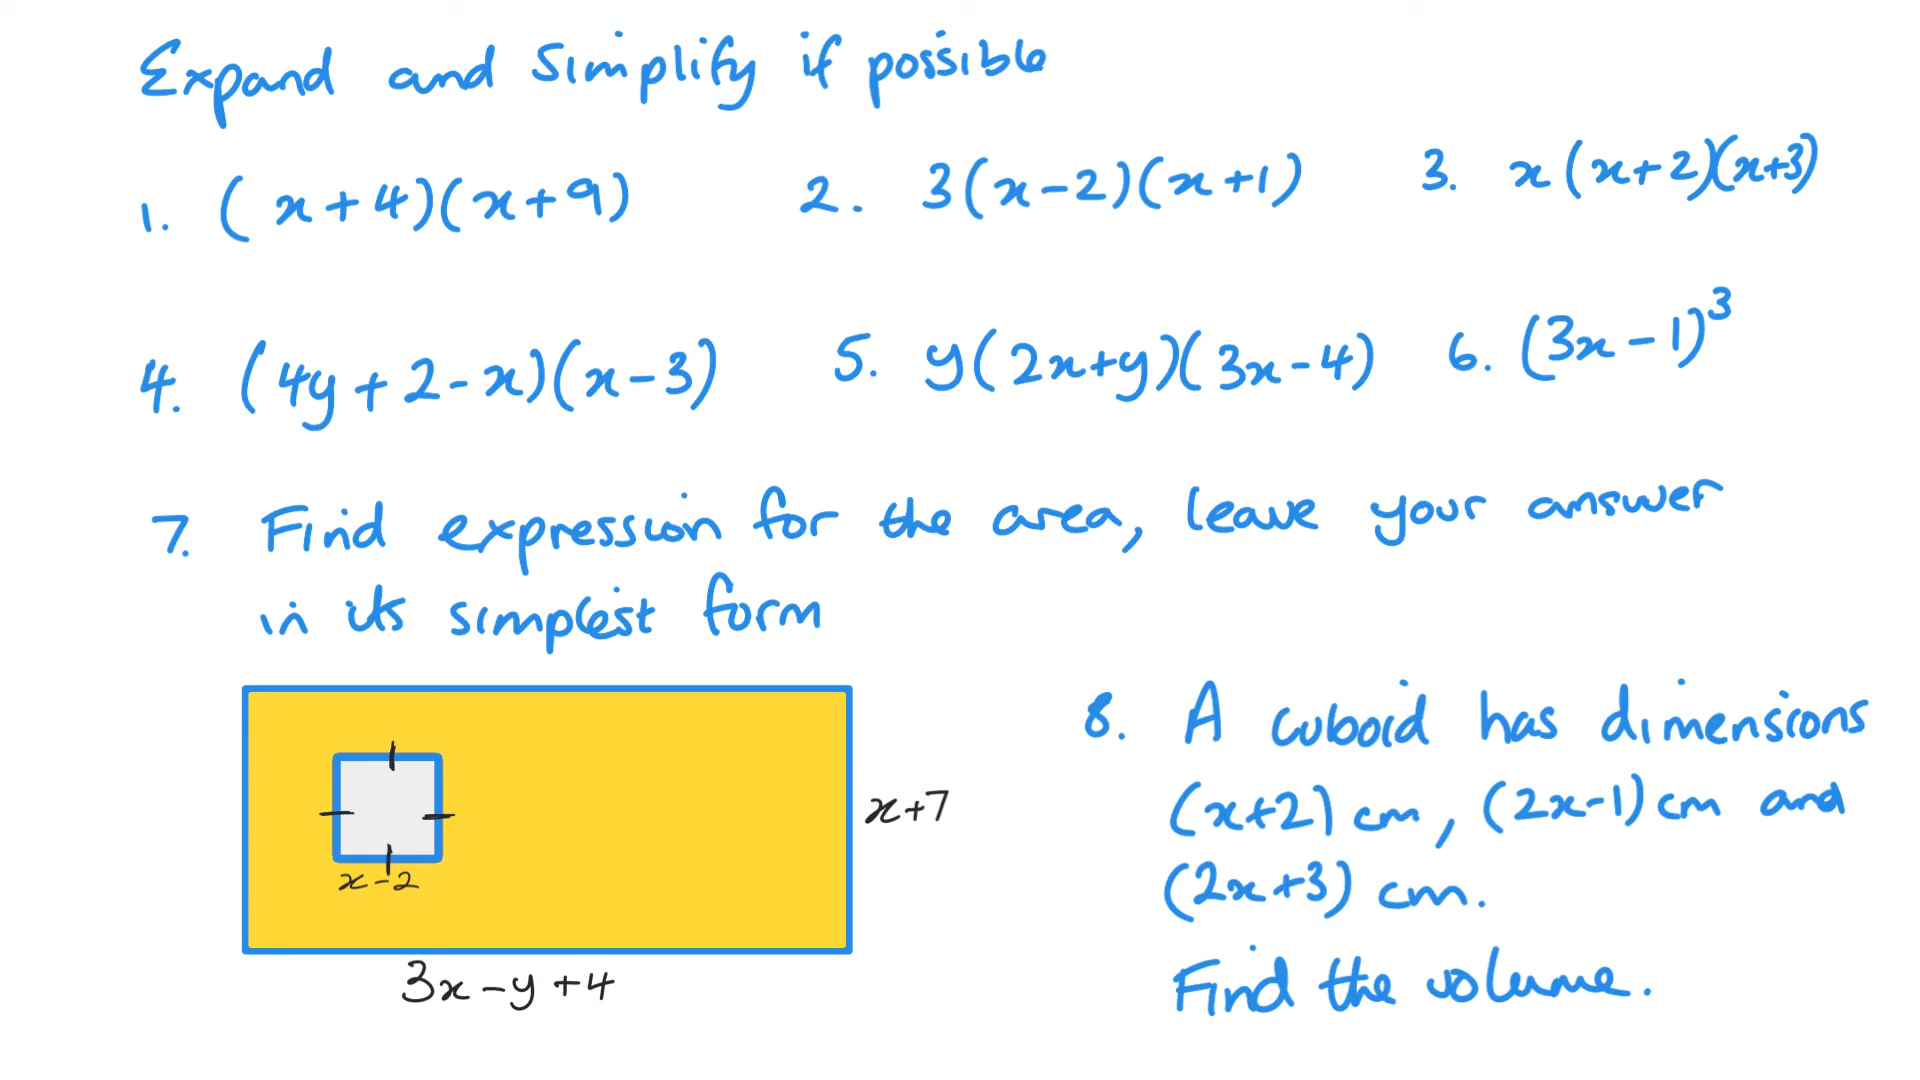 Expand and simplify if possible
1. (x+4)(x+9) 2. 3(x-2)(x+1) 3. x(x+2)(x+3)
4. (4y+2-x)(x-3) 5. y(2x+y)(3x-4) 6. (3x-1)³
7. Find expression for the area, leave your answer
in its simplest form
x+7
x-2
3x-y+4
8. A cuboid has dimensions
(x+2) cm, (2x-1) cm and
(2x+3) cm.
Find the volume.